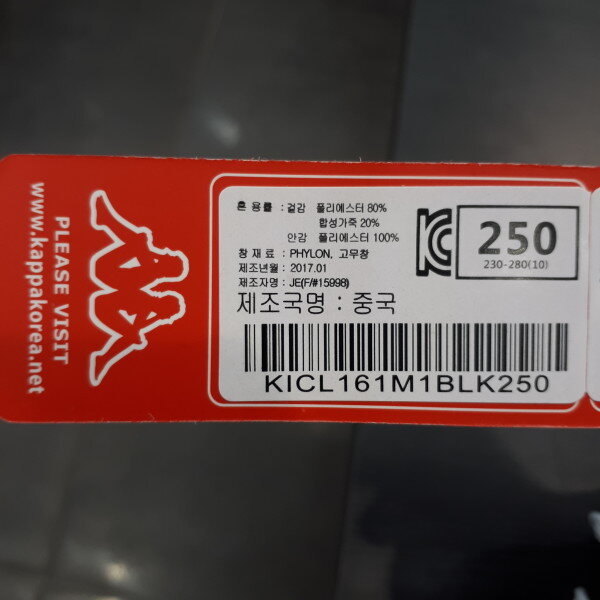 PLEASE VISIT
www.kappakorea.net
혼 용 률 : 겉감 폴리에스터 80%
합성가죽 20%
안감 폴리에스터 100%
창 재 료 : PHYLON, 고무창
제조년월 : 2017.01
제조자명 : JE(F/#15998)
제조국명 : 중국
KC
250
230-280(10)
KICL161M1BLK250